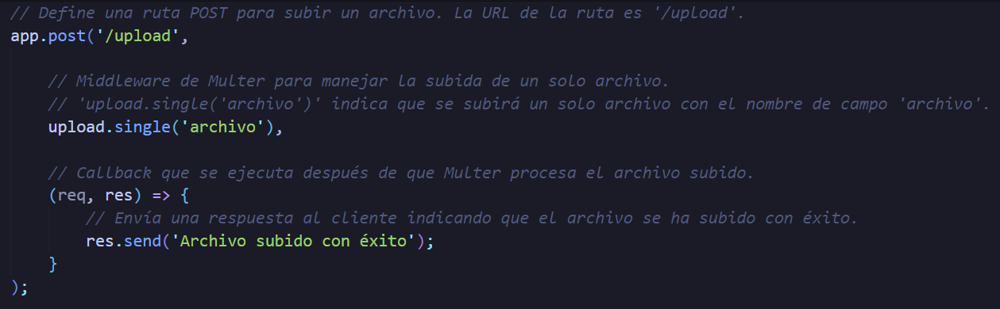 // Define una ruta POST para subir un archivo. La URL de la ruta es '/upload'.
app.post('/upload',
// Middleware de Multer para manejar la subida de un solo archivo.
// 'upload.single('archivo')' indica que se subirá un solo archivo con el nombre de campo 'archivo'.
upload.single('archivo'),
// Callback que se ejecuta después de que Multer procesa el archivo subido.
(req, res) => {
// Envía una respuesta al cliente indicando que el archivo se ha subido con éxito.
res.send('Archivo subido con éxito');
}
);